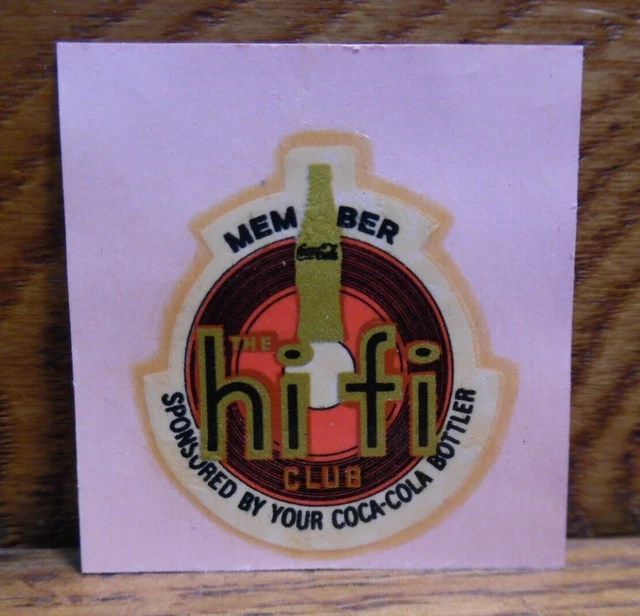 MEMBER
Coca-Cola
THE
hi fi
CLUB
SPONSORED BY YOUR COCA-COLA BOTTLER